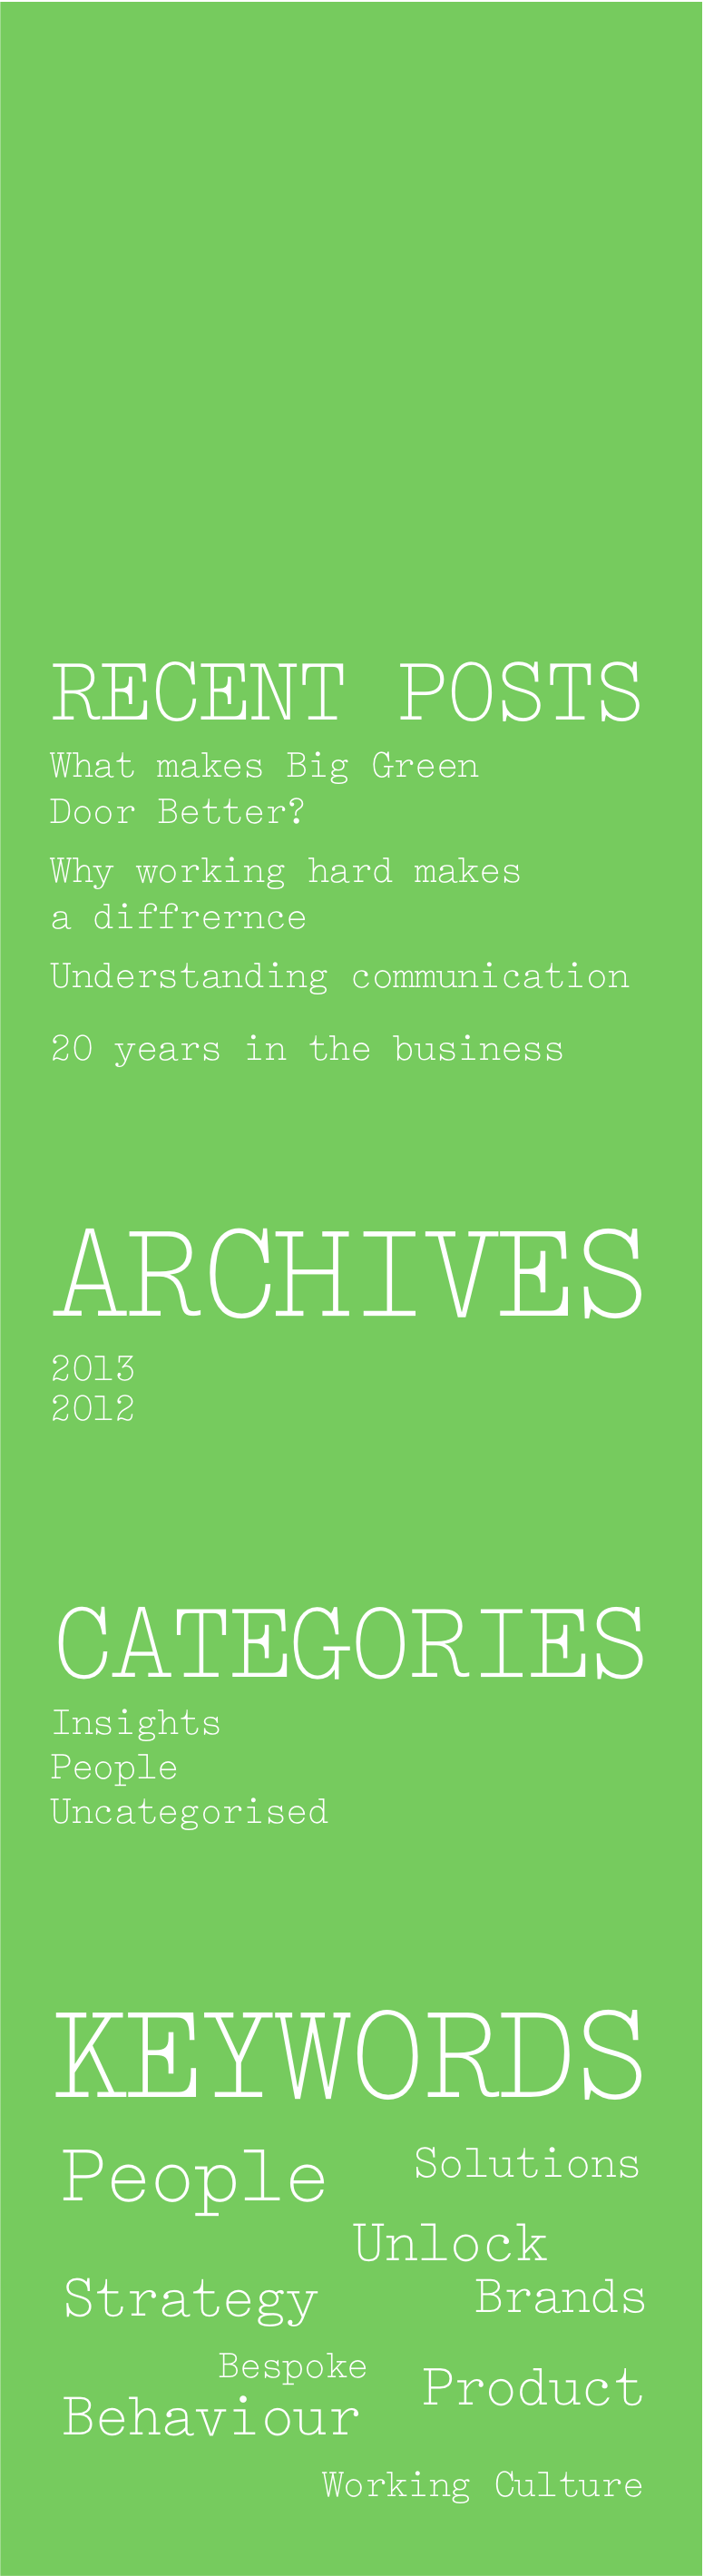 RECENT POSTS
What makes Big Green
Door Better?
Why working hard makes
a diffrernce
Understanding communication
20 years in the business
ARCHIVES
2013
2012
CATEGORIES
Insights
People
Uncategorised
KEYWORDS
People
Solutions
Unlock
Strategy
Brands
Bespoke
Product
Behaviour
Working Culture